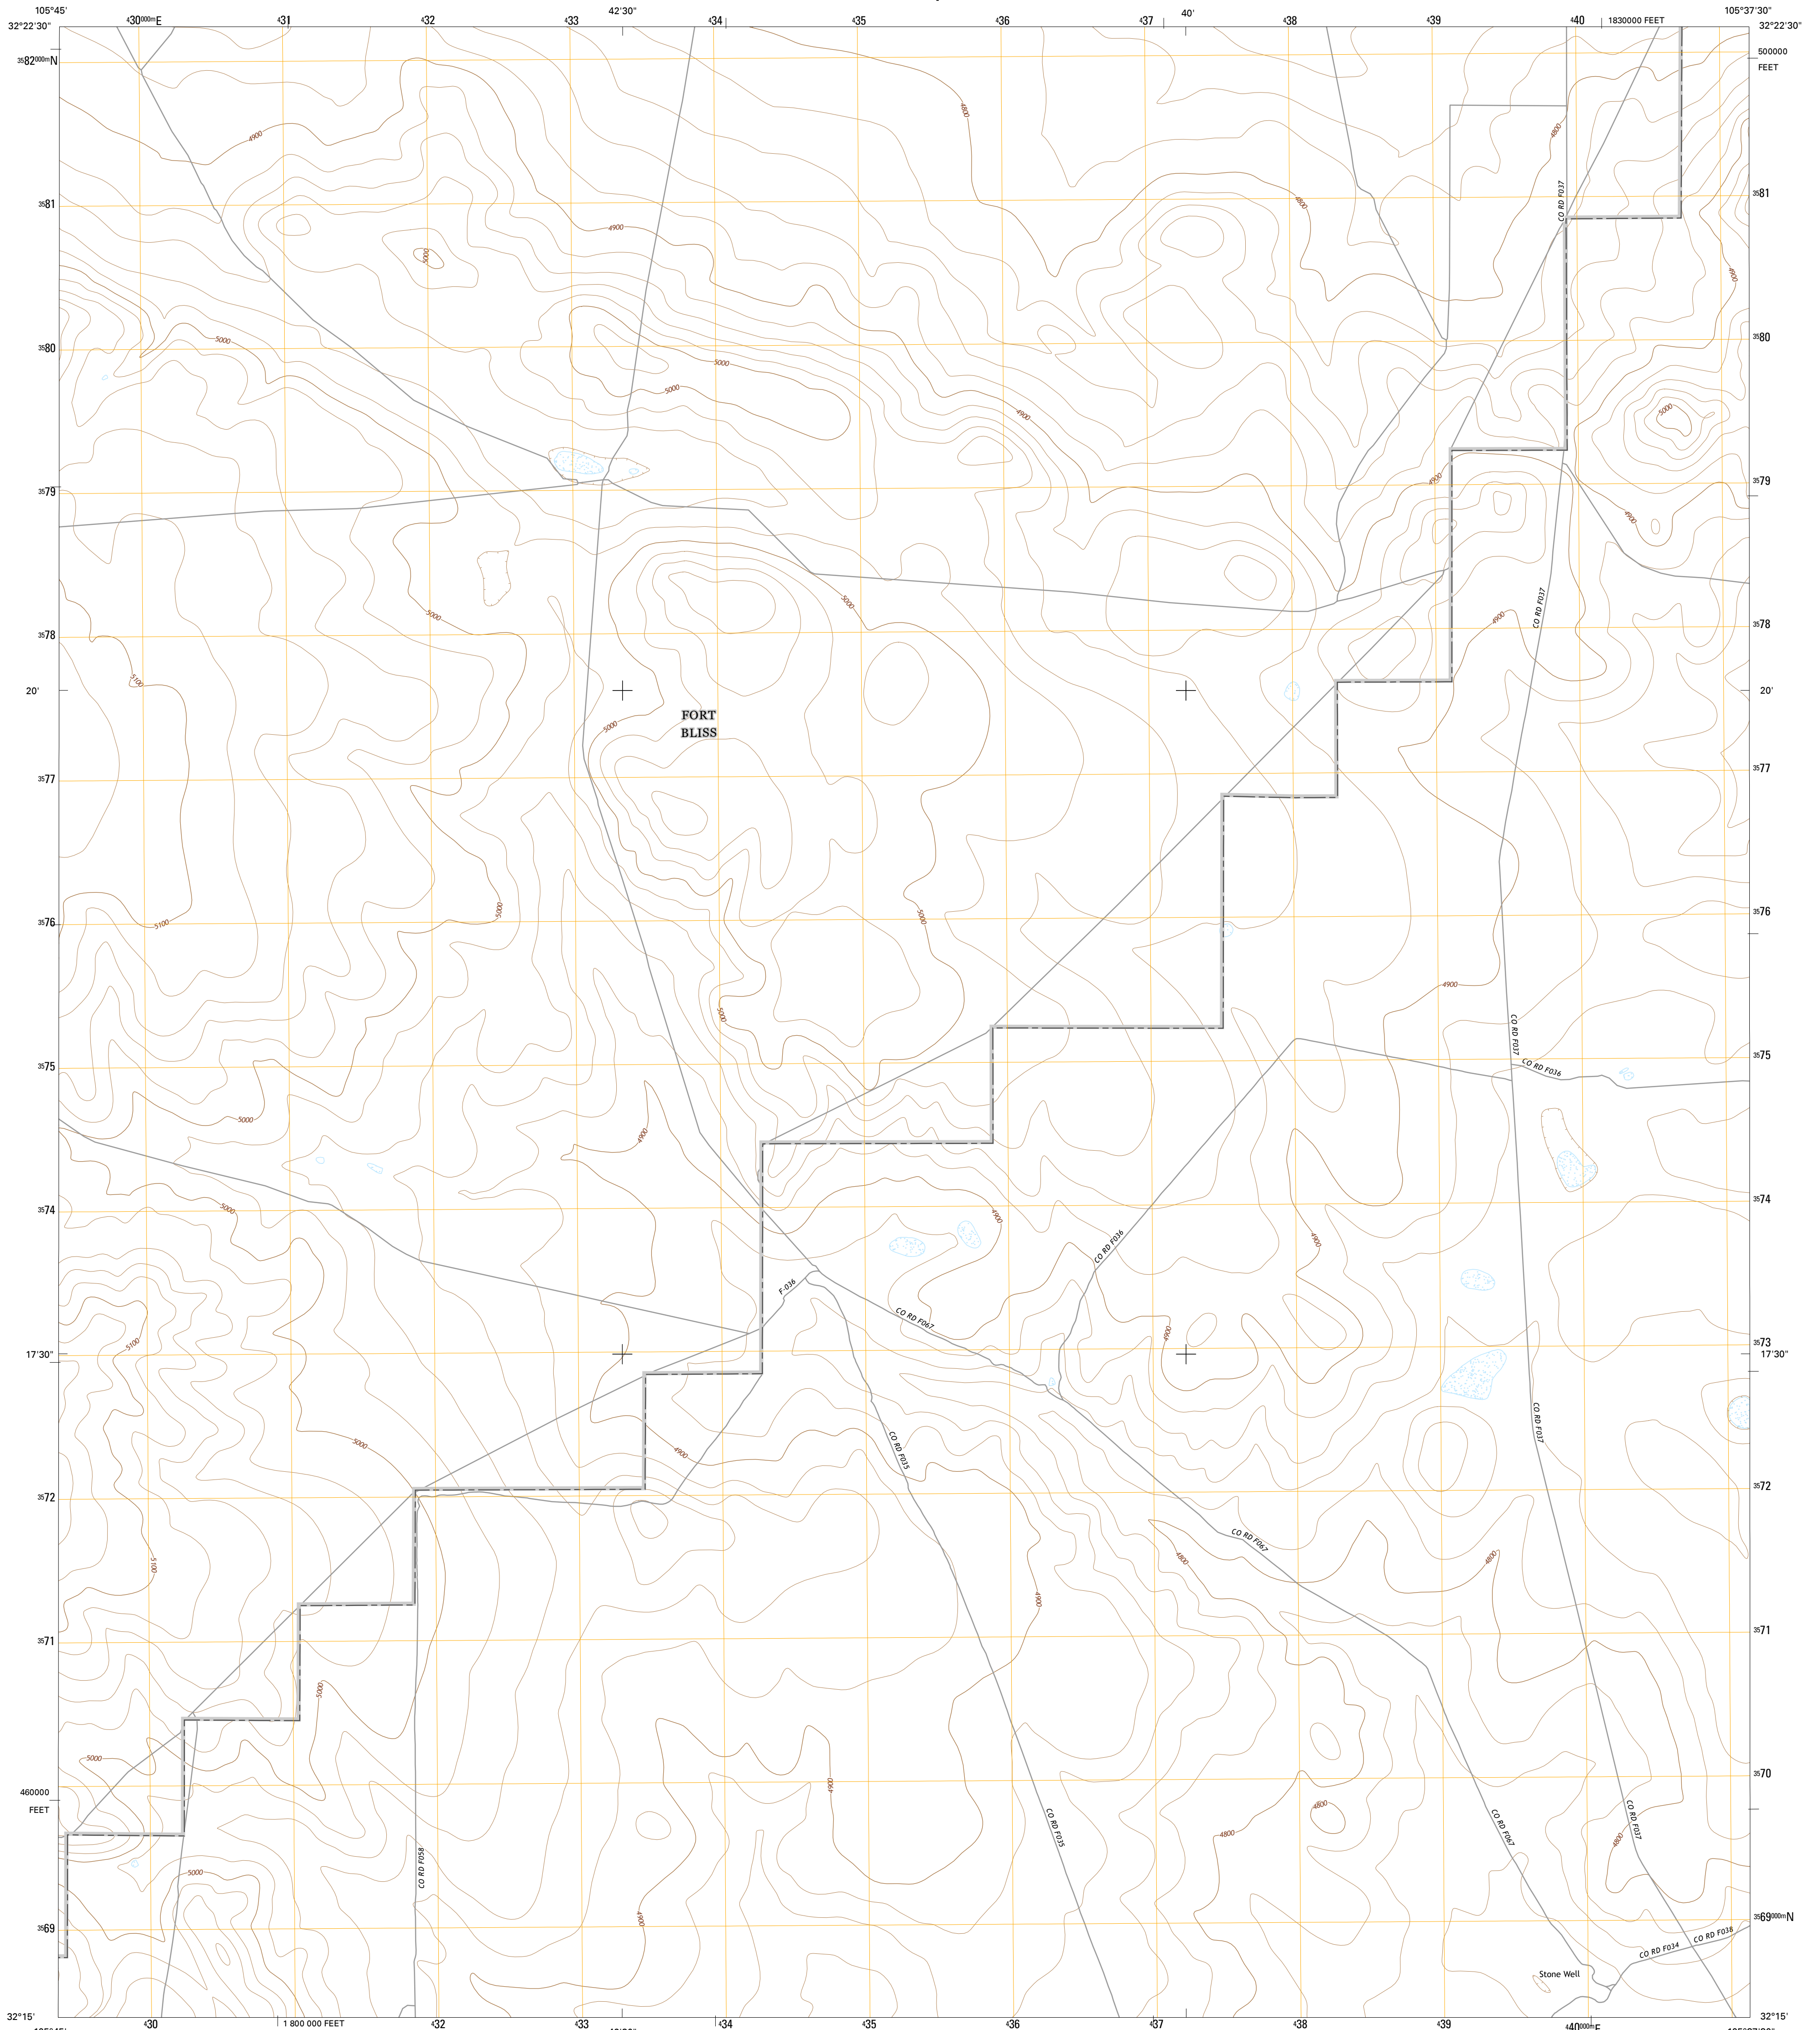 105°45' 42'30" 40' 105°37'30"
⁴30⁰⁰⁰ᵐE ⁴31 ⁴32 ⁴33 ⁴34 ⁴35 ⁴36 ⁴37 ⁴38 ⁴39 ⁴40 1830000 FEET
32°22'30" 32°22'30"
³⁵82⁰⁰⁰ᵐN 500000
FEET
4800
4900 4800
³⁵81 CO RD F037 ³⁵81
4800
4900
5000 4900
³⁵80 5000 ³⁵80
5000
5000
4900 5000
³⁵79 4900 ³⁵79
4900
5000 5000 CO RD F037
³⁵78 4900 ³⁵78
5100
20' 20'
FORT
BLISS
5000
³⁵77 ³⁵77
5000
³⁵76 5100 5000 ³⁵76
4900
5000 CO RD F037
³⁵75 CO RD F036 ³⁵75
5000
4900
³⁵74 5000 4900 ³⁵74
CO RD F036 4900
F-036
CO RD F067
5100 4900 ³⁵73
17'30" 17'30"
5000 4900 CO RD F035 CO RD F037
³⁵72 ³⁵72
CO RD F067
5100 4800 4800
4900
³⁵71 ³⁵71
5000
5000
4900 ³⁵70
460000
FEET
4800
4800 CO RD F035 CO RD F067 CO RD F037
4800
5000 CO RD F058
³⁵69 4900 ³⁵69⁰⁰⁰ᵐN
CO RD F034 CO RD F038
Stone Well
32°15' 32°15'
⁴30 1 800 000 FEET ⁴32 ⁴33 ⁴34 ⁴35 ⁴36 ⁴37 ⁴38 ⁴39 ⁴40⁰⁰⁰ᵐE